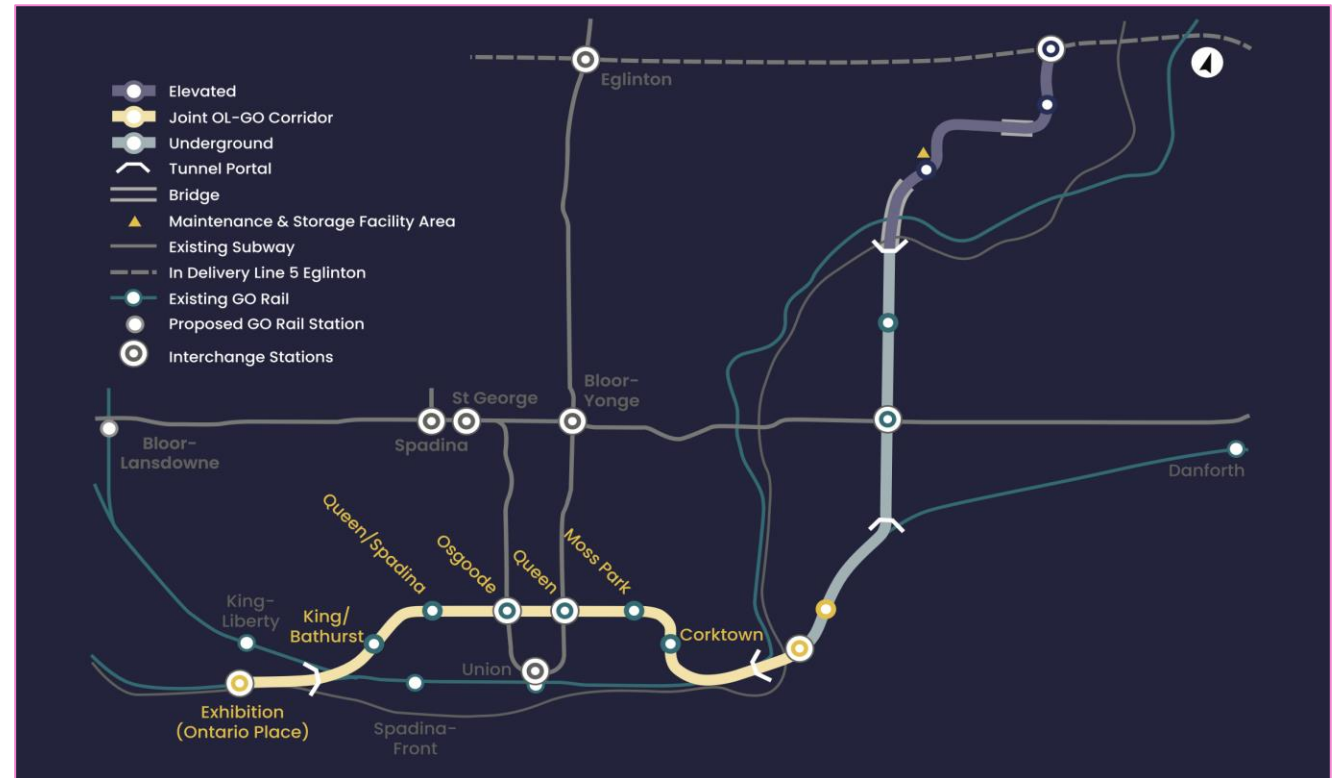 Eglinton
Elevated
Joint OL-GO Corridor
Underground
Tunnel Portal
Bridge
Maintenance & Storage Facility Area
Existing Subway
In Delivery Line 5 Eglinton
Existing GO Rail
Proposed GO Rail Station
Interchange Stations
Bloor-
Yonge
St George
Spadina
Bloor-
Lansdowne
Danforth
Queen/Spadina
Osgoode
Queen
Moss Park
King-
Liberty
King/
Bathurst
Corktown
Union
Exhibition
(Ontario Place)
Spadina-
Front